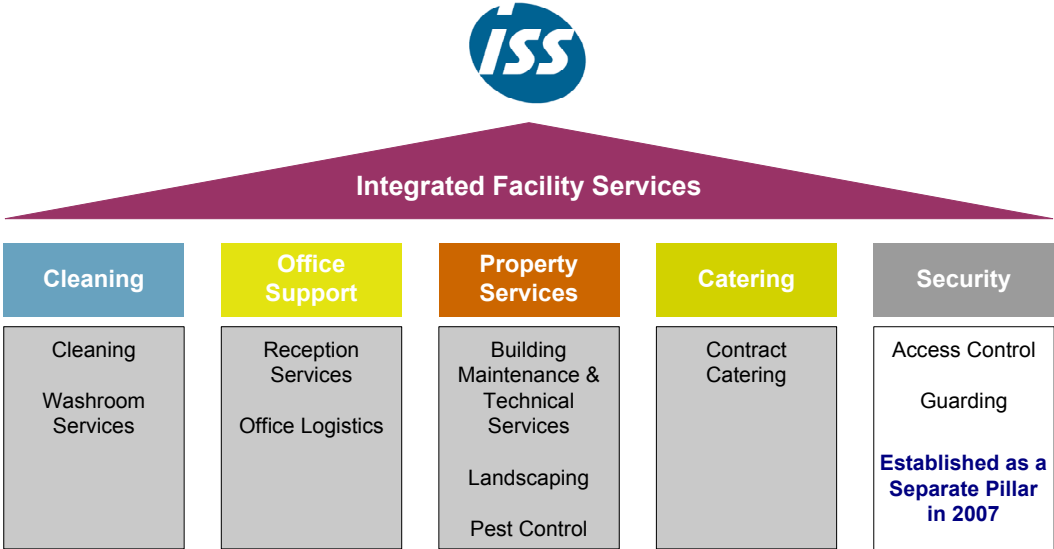 ISS
Integrated Facility Services
Cleaning
Office
Support
Property
Services
Catering
Security
Cleaning
Washroom
Services
Reception
Services
Office Logistics
Building
Maintenance &
Technical
Services
Landscaping
Pest Control
Contract
Catering
Access Control
Guarding
Established as a
Separate Pillar
in 2007